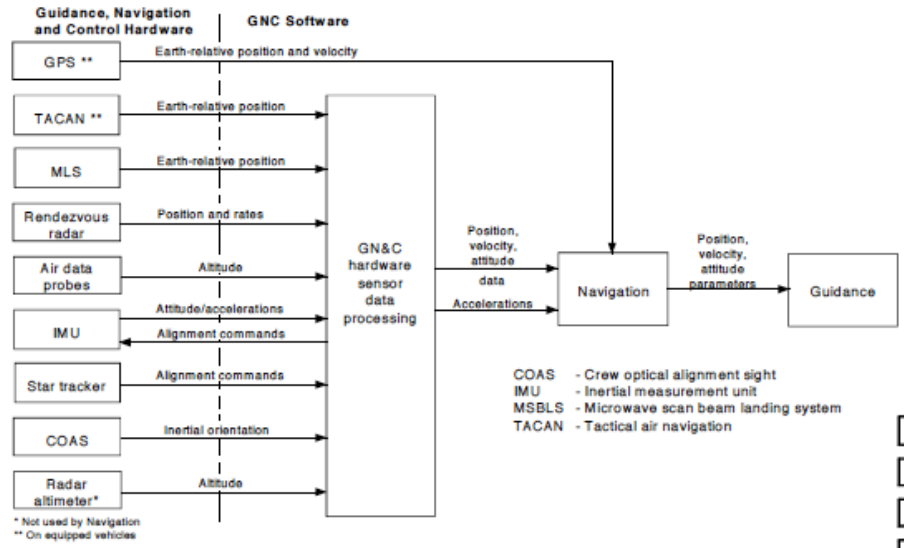 Guidance, Navigation
and Control Hardware
GNC Software
GPS **
Earth-relative position and velocity
TACAN **
Earth-relative position
MLS
Earth-relative position
Rendezvous
radar
Position and rates
Air data
probes
Altitude
IMU
Attitude/accelerations
Alignment commands
Star tracker
Alignment commands
COAS
Inertial orientation
Radar
altimeter*
Altitude
* Not used by Navigation
** On equipped vehicles
GN&C
hardware
sensor
data
processing
Position,
velocity,
attitude
data
Accelerations
Navigation
Position,
velocity,
attitude
parameters
Guidance
COAS - Crew optical alignment sight
IMU - Inertial measurement unit
MSBLS - Microwave scan beam landing system
TACAN - Tactical air navigation